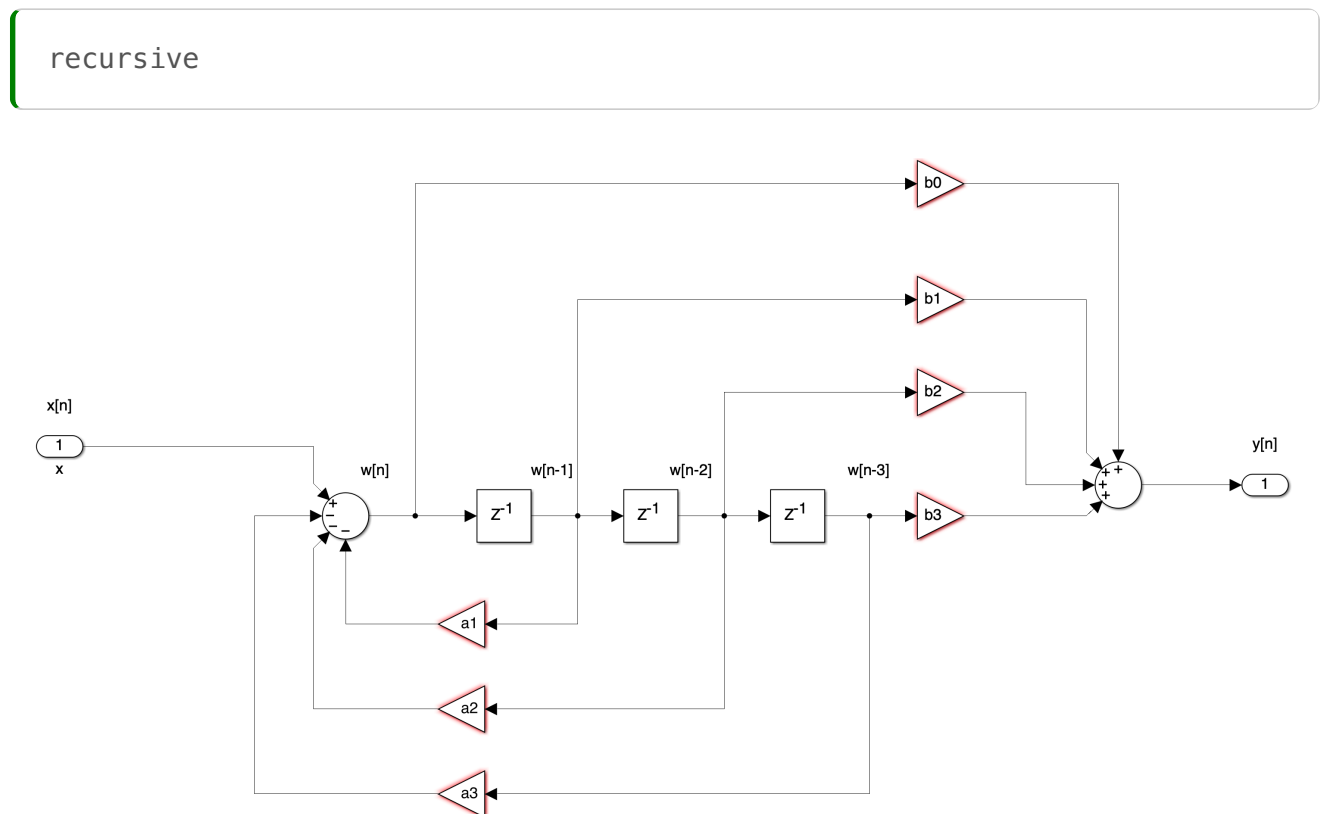 recursive
b0
b1
b2
x[n]
1
x
w[n]
w[n-1]
w[n-2]
w[n-3]
y[n]
+
−
−
−
z-1
z-1
z-1
b3
+
+
+
+
1
a1
a2
a3